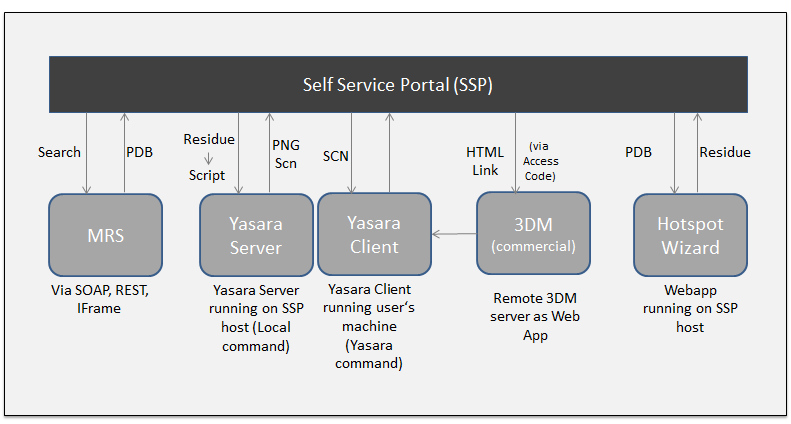 Self Service Portal (SSP)
Search
PDB
Residue
Script
PNG
Scn
SCN
HTML
Link
(via
Access
Code)
PDB
Residue
MRS
Yasara
Server
Yasara
Client
3DM
(commercial)
Hotspot
Wizard
Via SOAP, REST,
IFrame
Yasara Server
running on SSP
host (Local
command)
Yasara Client
running user's
machine
(Yasara
command)
Remote 3DM
server as Web
App
Webapp
running on SSP
host